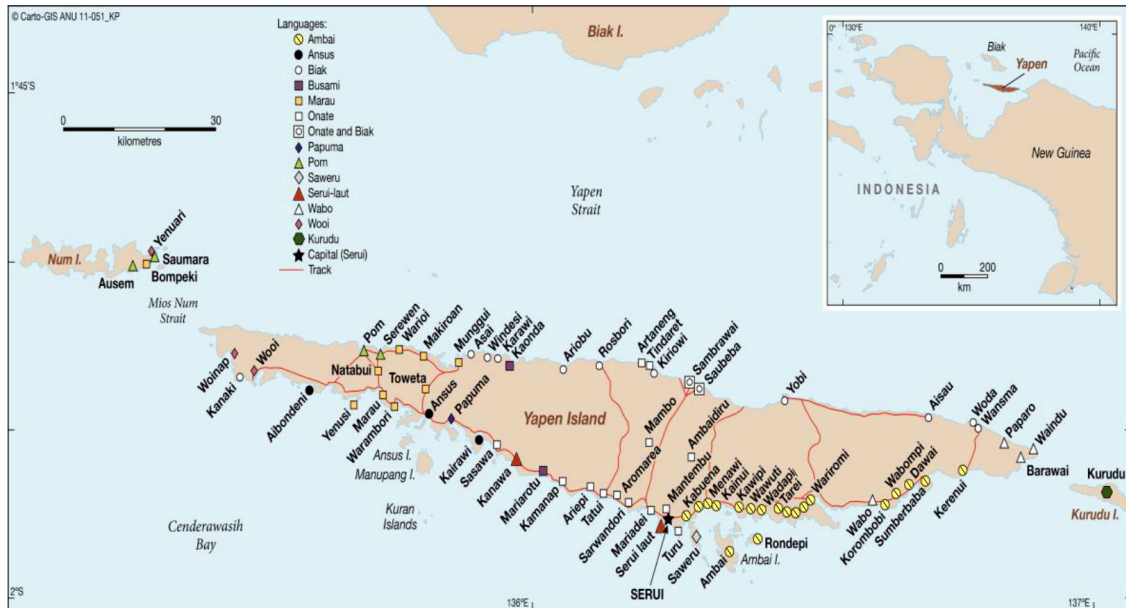 © Carto-GIS ANU 11-051_KP
Languages:
Ambai
Ansus
Biak
Busami
Marau
Onate
Onate and Biak
Papuma
Pom
Saweru
Serui-laut
Wabo
Wooi
Kurudu
Capital (Serui)
Track
1°45'S
0
30
kilometres
Biak I.
0°
130°E
140°E
Biak
Pacific
Ocean
Yapen
New Guinea
INDONESIA
0
200
km
Yapen
Strait
Num I.
Yenuari
Saumara
Bompeki
Ausem
Mios Num
Strait
Woinap
Kanaki
Wooi
Aibondeni
Pom
Serewen
Warioi
Makiroan
Munggui
Asai
Windesi
Karawi
Kaonda
Ariobu
Rosbori
Artaneng
Tindaret
Kiriowi
Sambrawai
Saubeba
Yobi
Aisau
Woda
Wansma
Paparo
Waindu
Barawai
Natabui
Toweta
Yenusi
Marau
Warambori
Ansus
Papuma
Yapen Island
Mambo
Ambaidiru
Ansus I.
Manupang I.
Kuran
Islands
Kairawi
Sasawa
Kanawa
Mariarotu
Kamanap
Ariepi
Tatui
Aromarea
Sarwandori
Mariadei
Serui laut
Mantembu
Kabuena
Menawi
Kainui
Kawipi
Wawuti
Wadapi
Tarei
Wariromi
Turu
Saweru
SERUI
Ambai
Rondepi
Ambai I.
Wabo
Korombobi
Wabompi
Dawai
Sumberbaba
Kerenui
Kurudu
Kurudu I.
Cenderawasih
Bay
2°S
136°E
137°E